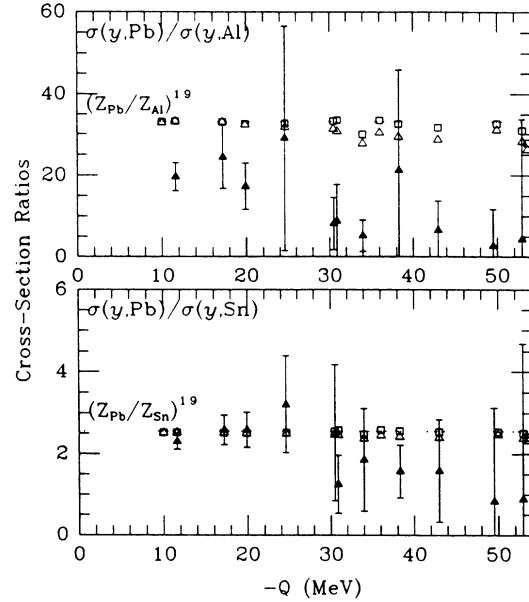 60
σ(y,Pb)/σ(y,Al)
40
(Z_Pb/Z_Al)^19
20
0
0 10 20 30 40 50
6
σ(y,Pb)/σ(y,Sn)
4
(Z_Pb/Z_Sn)^19
2
0
0 10 20 30 40 50
Cross-Section Ratios
-Q (MeV)